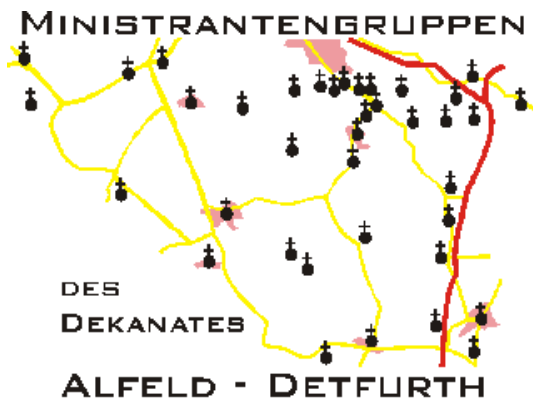 MINISTRANTENGRUPPEN
DES
DEKANATES
ALFELD - DETFURTH